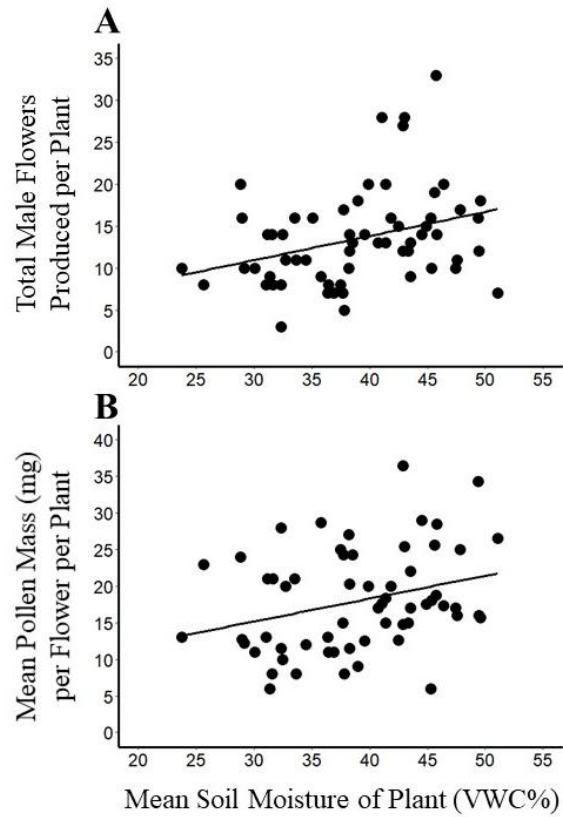 A
Total Male Flowers
Produced per Plant
35
30
25
20
15
10
5
0
20 25 30 35 40 45 50 55
B
Mean Pollen Mass (mg)
per Flower per Plant
40
35
30
25
20
15
10
5
0
20 25 30 35 40 45 50 55
Mean Soil Moisture of Plant (VWC%)